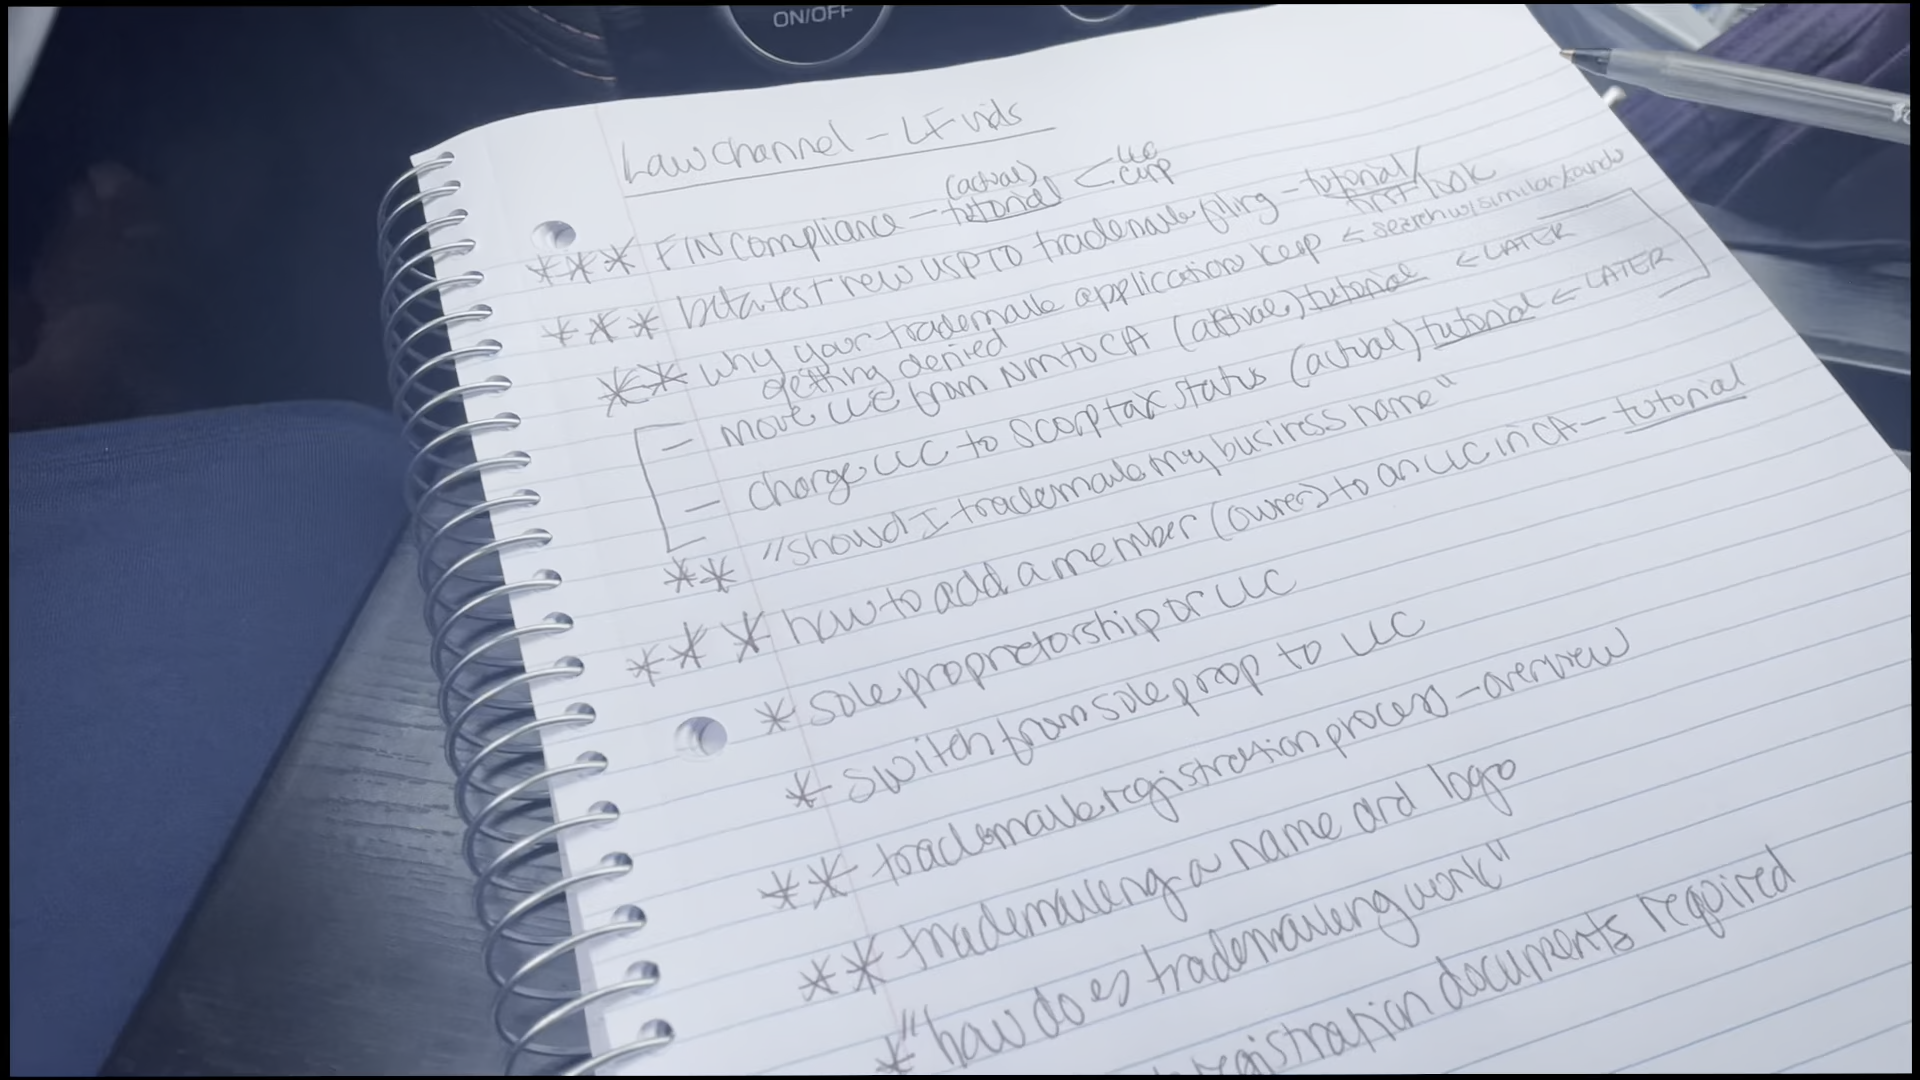 ON/OFF
Law Channel - LF vids
*** FIN compliance - (actual) tutorial < LLC Corp
*** beta test new USPTO trademark filing - tutorial/first look
** why your trademark application keep getting denied < search w/ similar
- move LLC from NM to CA (actual) tutorial < LATER
- change LLC to Scorp tax status (actual) tutorial < LATER
** "should I trademark my business name"
*** how to add a member (owner) to an LLC in CA - tutorial
* sole proprietorship or LLC
* switch from sole prop to LLC
** trademark registration process - overview
** trademarking a name and logo
* "how does trademarking work"
registration documents required